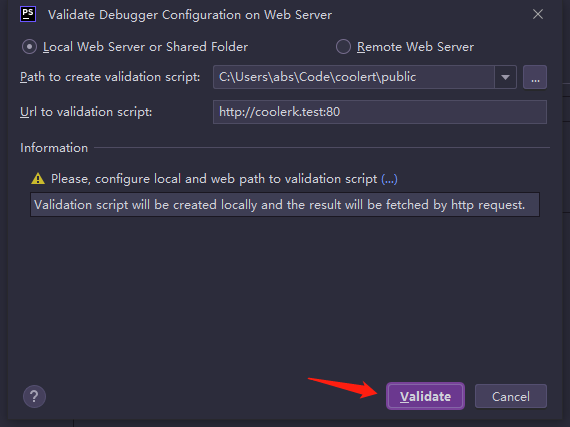 PS Validate Debugger Configuration on Web Server
Local Web Server or Shared Folder Remote Web Server
Path to create validation script: C:\Users\abs\Code\coolert\public ...
Url to validation script: http://coolerk.test:80
Information
Please, configure local and web path to validation script (...)
Validation script will be created locally and the result will be fetched by http request.
? Validate Cancel